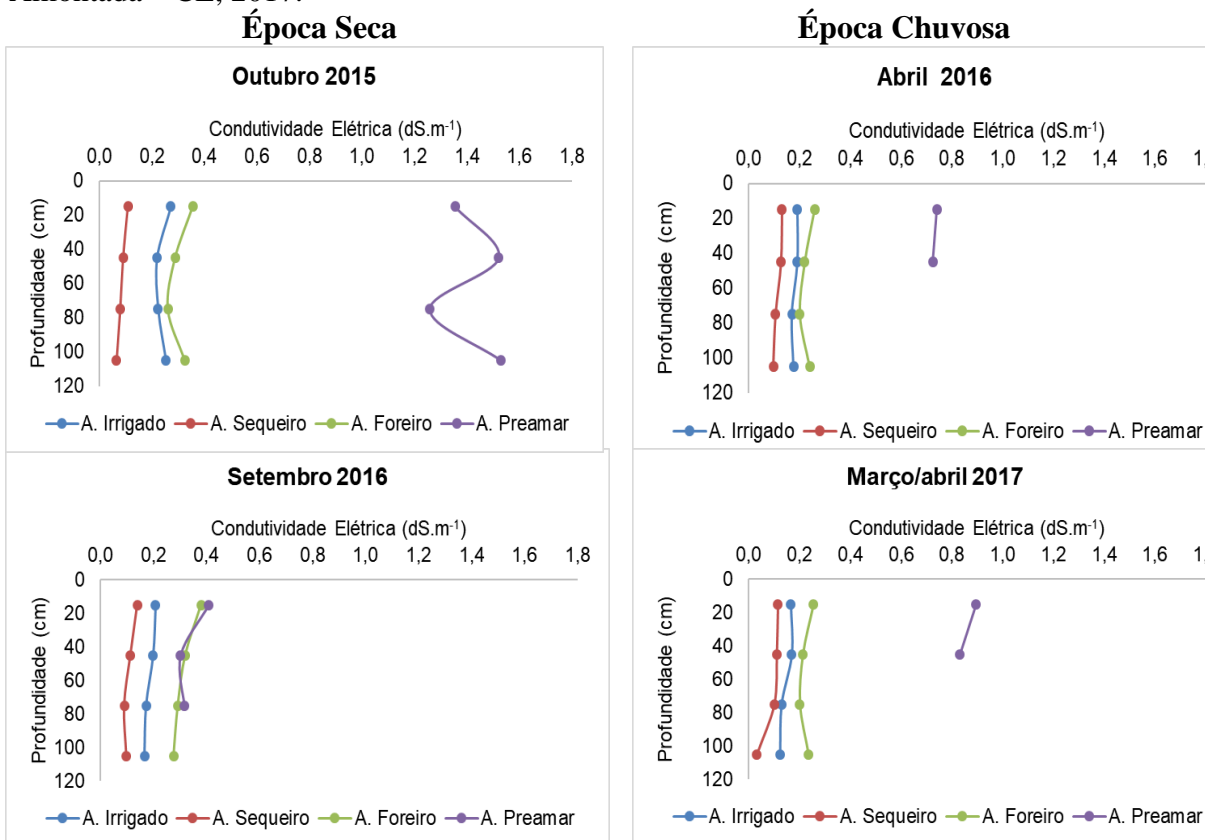 Amontada – CE, 2017.
Época Seca
Época Chuvosa
Outubro 2015
Condutividade Elétrica (dS.m-1)
0,0 0,2 0,4 0,6 0,8 1,0 1,2 1,4 1,6 1,8
Profundidade (cm)
0
20
40
60
80
100
120
A. Irrigado A. Sequeiro A. Foreiro A. Preamar
Abril 2016
Condutividade Elétrica (dS.m-1)
0,0 0,2 0,4 0,6 0,8 1,0 1,2 1,4 1,6
Profundidade (cm)
0
20
40
60
80
100
120
A. Irrigado A. Sequeiro A. Foreiro A. Preamar
Setembro 2016
Condutividade Elétrica (dS.m-1)
0,0 0,2 0,4 0,6 0,8 1,0 1,2 1,4 1,6 1,8
Profundidade (cm)
0
20
40
60
80
100
120
A. Irrigado A. Sequeiro A. Foreiro A. Preamar
Março/abril 2017
Condutividade Elétrica (dS.m-1)
0,0 0,2 0,4 0,6 0,8 1,0 1,2 1,4 1,6
Profundidade (cm)
0
20
40
60
80
100
120
A. Irrigado A. Sequeiro A. Foreiro A. Preamar